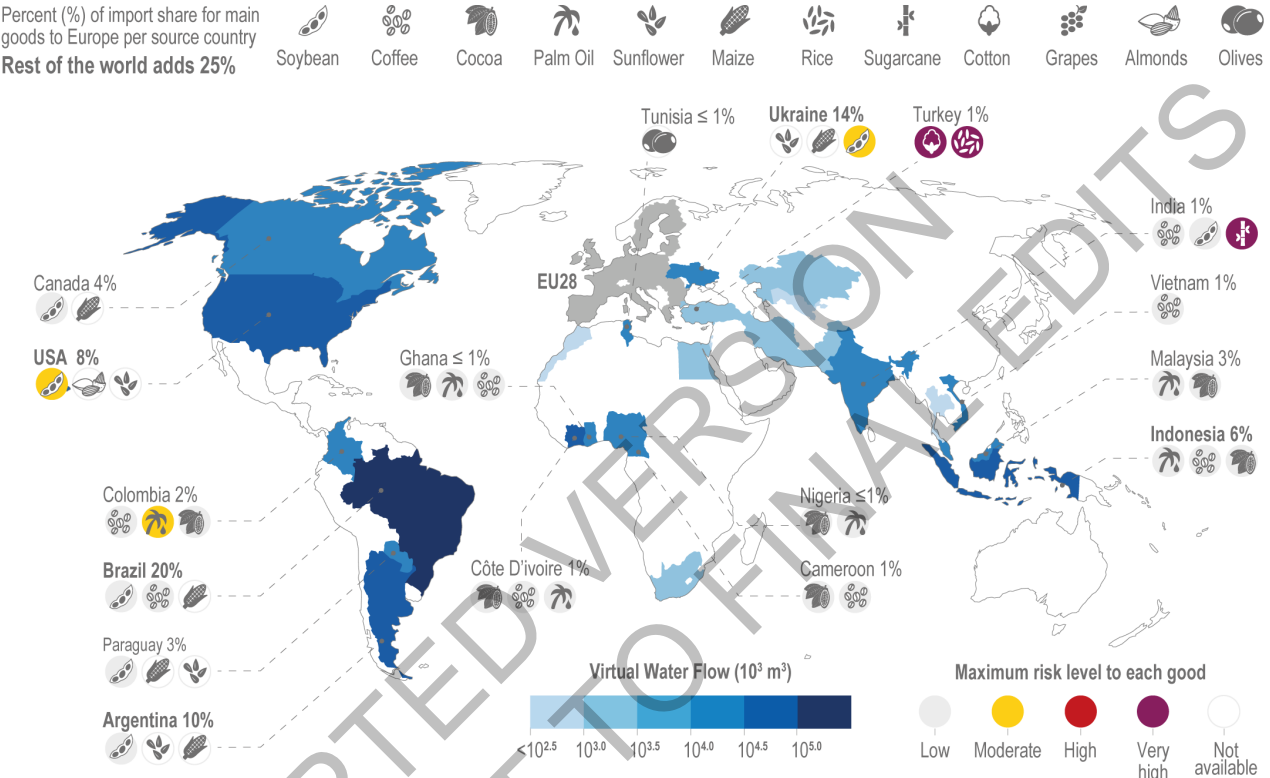 Percent (%) of import share for main
goods to Europe per source country
Rest of the world adds 25%
Soybean
Coffee
Cocoa
Palm Oil
Sunflower
Maize
Rice
Sugarcane
Cotton
Grapes
Almonds
Olives
Tunisia ≤ 1%
Ukraine 14%
Turkey 1%
India 1%
EU28
Canada 4%
Vietnam 1%
USA 8%
Ghana ≤ 1%
Malaysia 3%
Indonesia 6%
Colombia 2%
Nigeria ≤1%
Brazil 20%
Côte D'ivoire 1%
Cameroon 1%
Paraguay 3%
Argentina 10%
Virtual Water Flow (10³ m³)
<10^2.5
10^3.0
10^3.5
10^4.0
10^4.5
10^5.0
Maximum risk level to each good
Low
Moderate
High
Very
high
Not
available
RTED VERSION
T TO FINAL EDITS